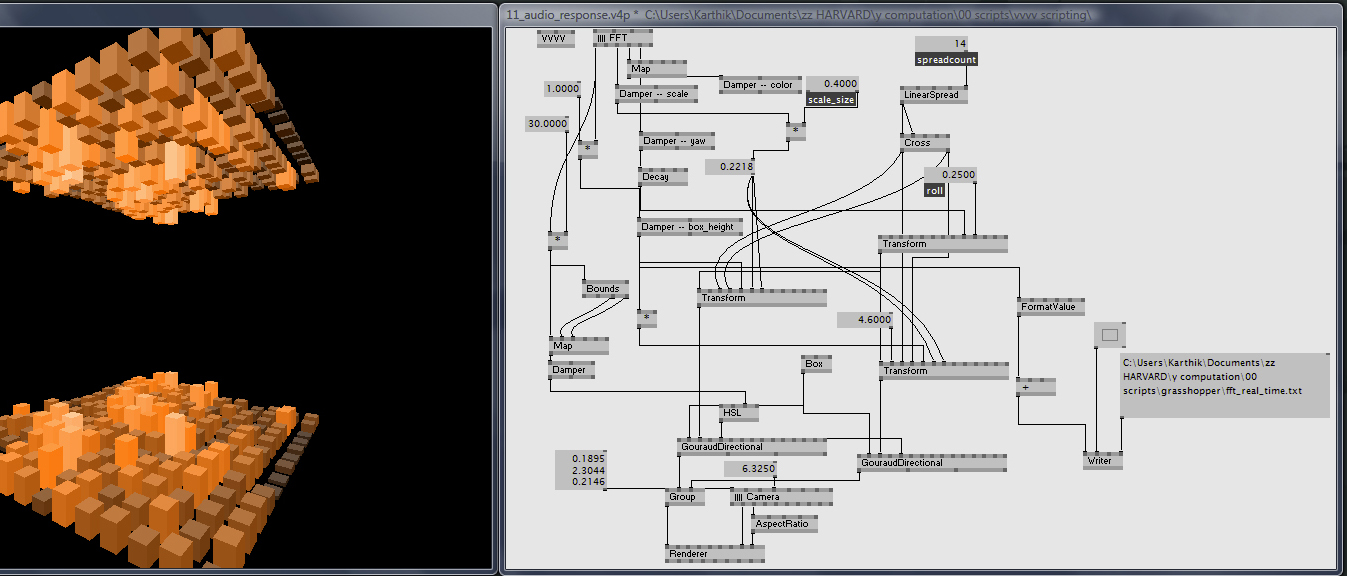 11_audio_response.v4p * C:\Users\Karthik\Documents\zz HARVARD\y computation\00 scripts\vvvv scripting\
VVVV
FFT
14
spreadcount
Map
Damper -- color
0.4000
scale_size
1.0000
Damper -- scale
LinearSpread
30.0000
*
Damper -- yaw
Cross
*
0.2218
Decay
0.2500
roll
Damper -- box_height
*
Transform
Bounds
Transform
FormatValue
*
4.6000
Map
Box
Transform
C:\Users\Karthik\Documents\zz
HARVARD\y computation\00
scripts\grasshopper\fft_real_time.txt
Damper
+
HSL
GouraudDirectional
GouraudDirectional
Writer
0.1895
2.3044
0.2146
6.3250
Group
Camera
AspectRatio
Renderer